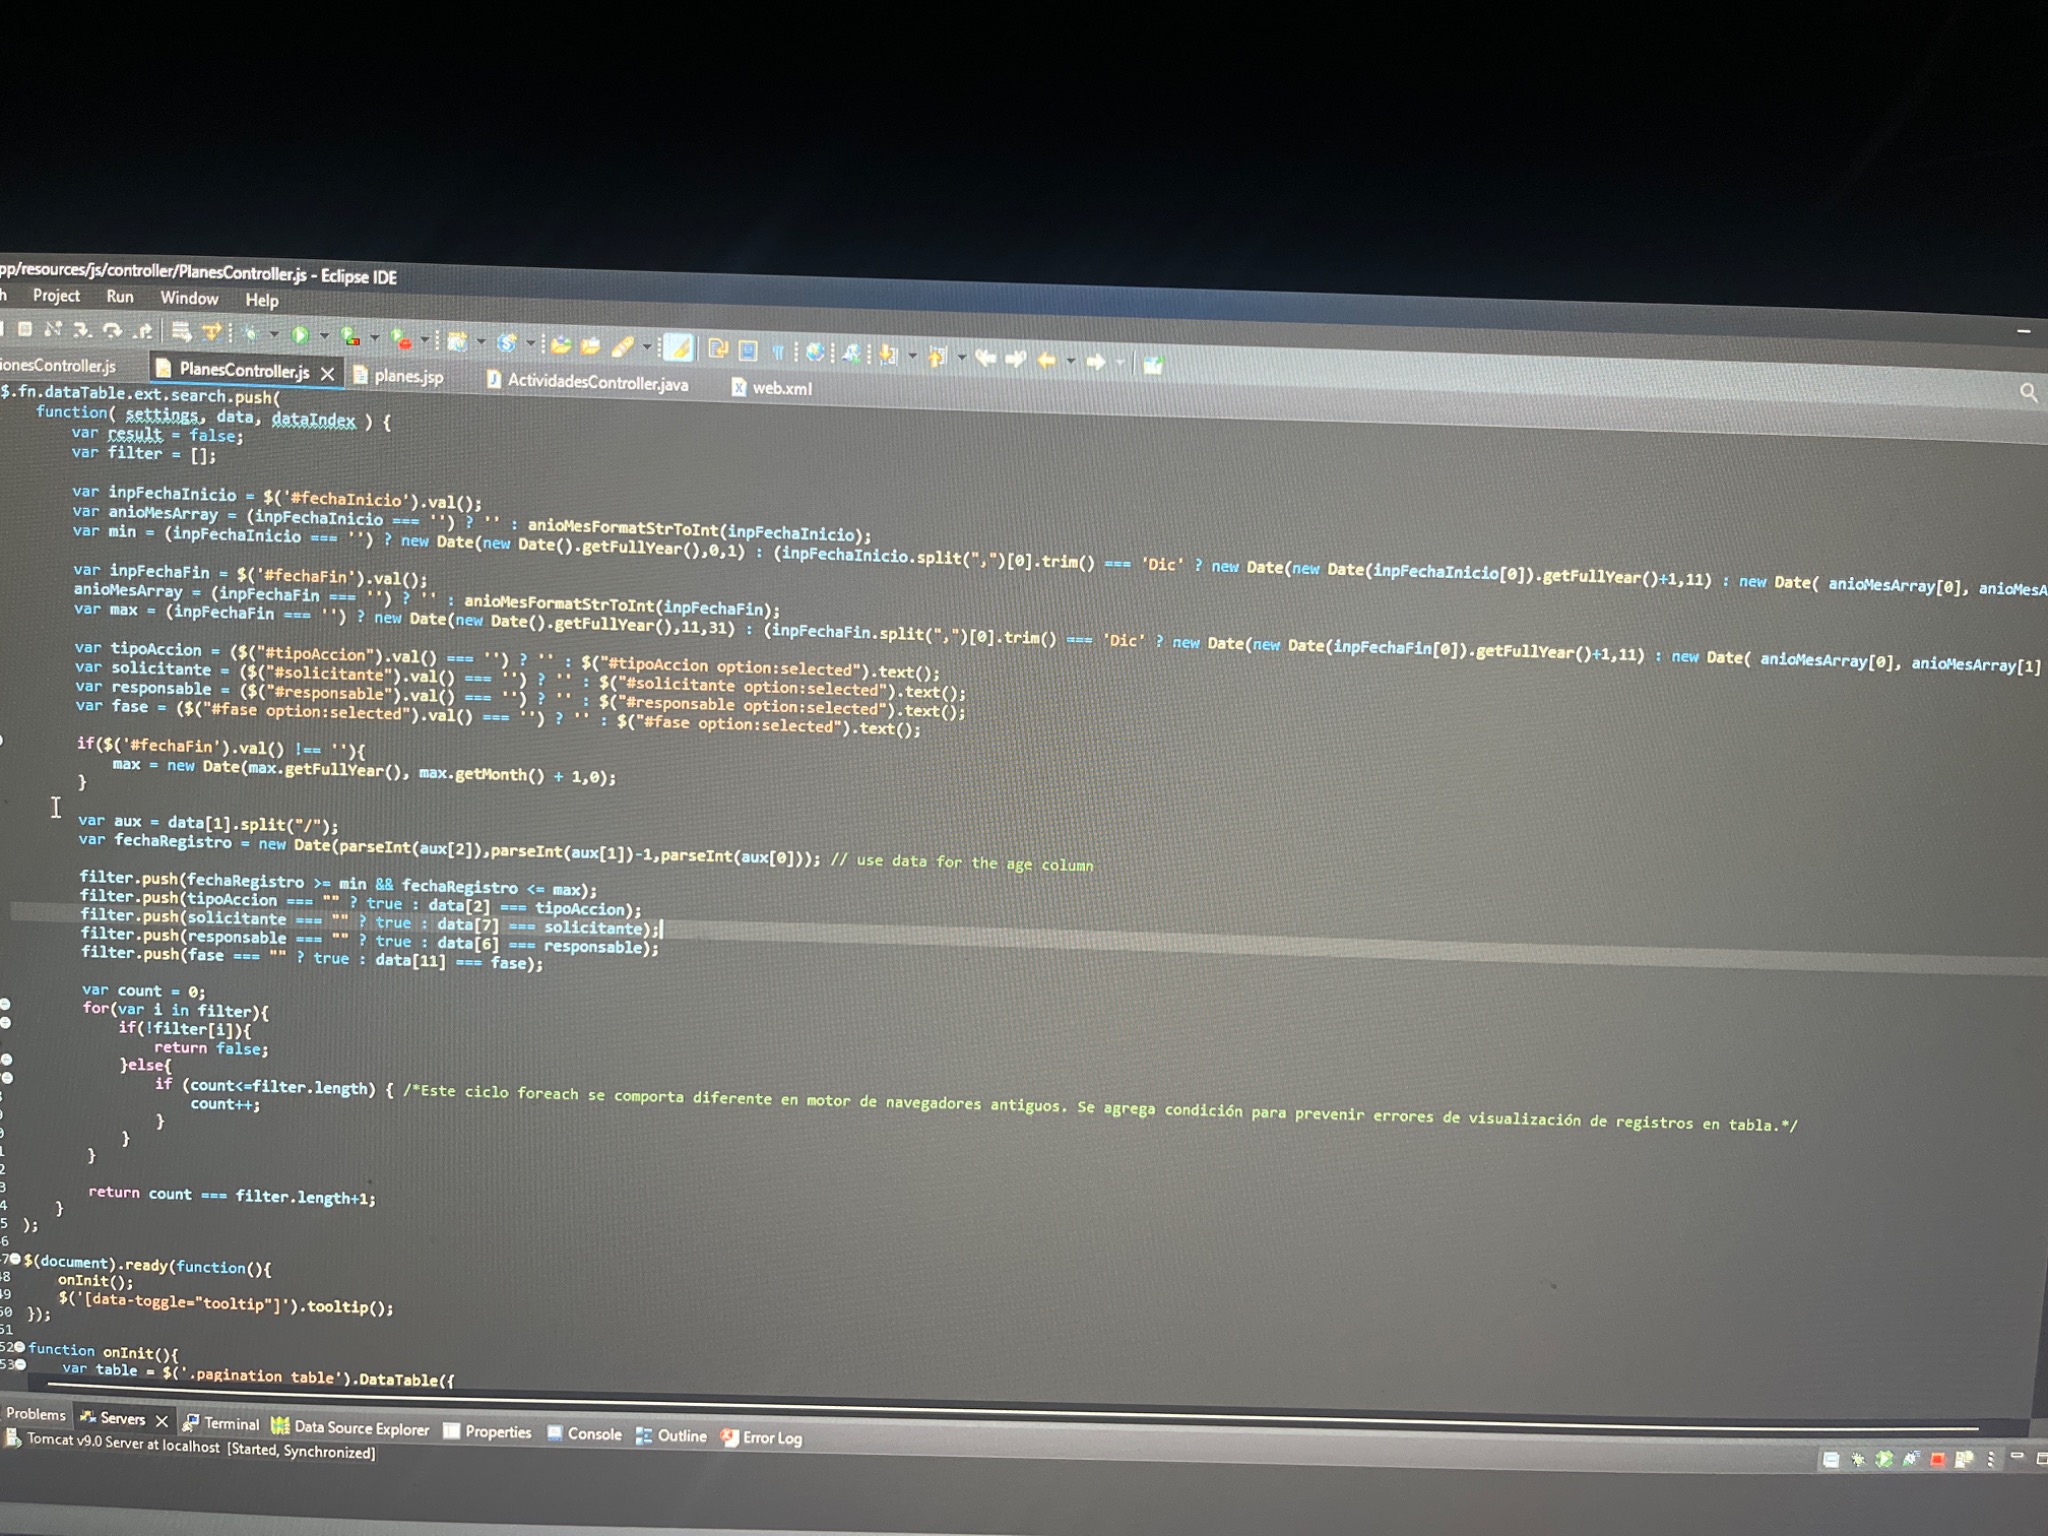 pp/resources/js/controller/PlanesController.js - Eclipse IDE
h Project Run Window Help
ionesController.js PlanesController.js planes.jsp ActividadesController.java web.xml
$.fn.dataTable.ext.search.push(
function( settings, data, dataIndex ) {
var result = false;
var filter = [];
var inpFechaInicio = $('#fechaInicio').val();
var anioMesArray = (inpFechaInicio === '') ? '' : anioMesFormatStrToInt(inpFechaInicio);
var min = (inpFechaInicio === '') ? new Date(new Date().getFullYear(),0,1) : (inpFechaInicio.split(",")[0].trim() === 'Dic' ? new Date(new Date(inpFechaInicio[0]).getFullYear()+1,11) : new Date( anioMesArray[0], anioMesA
var inpFechaFin = $('#fechaFin').val();
anioMesArray = (inpFechaFin === '') ? '' : anioMesFormatStrToInt(inpFechaFin);
var max = (inpFechaFin === '') ? new Date(new Date().getFullYear(),11,31) : (inpFechaFin.split(",")[0].trim() === 'Dic' ? new Date(new Date(inpFechaFin[0]).getFullYear()+1,11) : new Date( anioMesArray[0], anioMesArray[1]
var tipoAccion = ($("#tipoAccion").val() === '') ? '' : $("#tipoAccion option:selected").text();
var solicitante = ($("#solicitante").val() === '') ? '' : $("#solicitante option:selected").text();
var responsable = ($("#responsable").val() === '') ? '' : $("#responsable option:selected").text();
var fase = ($("#fase option:selected").val() === '') ? '' : $("#fase option:selected").text();
if($('#fechaFin').val() !== ''){
max = new Date(max.getFullYear(), max.getMonth() + 1,0);
}
var aux = data[1].split("/");
var fechaRegistro = new Date(parseInt(aux[2]),parseInt(aux[1])-1,parseInt(aux[0])); // use data for the age column
filter.push(fechaRegistro >= min && fechaRegistro <= max);
filter.push(tipoAccion === "" ? true : data[2] === tipoAccion);
filter.push(solicitante === "" ? true : data[7] === solicitante);
filter.push(responsable === "" ? true : data[6] === responsable);
filter.push(fase === "" ? true : data[11] === fase);
var count = 0;
for(var i in filter){
if(!filter[i]){
return false;
}else{
if (count<=filter.length) { /*Este ciclo foreach se comporta diferente en motor de navegadores antiguos. Se agrega condición para prevenir errores de visualización de registros en tabla.*/
count++;
}
}
}
return count === filter.length+1;
}
5 );
6
7 $(document).ready(function(){
48 onInit();
49 $('[data-toggle="tooltip"]').tooltip();
50 });
51
52 function onInit(){
53 var table = $('.pagination table').DataTable({
Problems Servers Terminal Data Source Explorer Properties Console Outline Error Log
Tomcat v9.0 Server at localhost [Started, Synchronized]